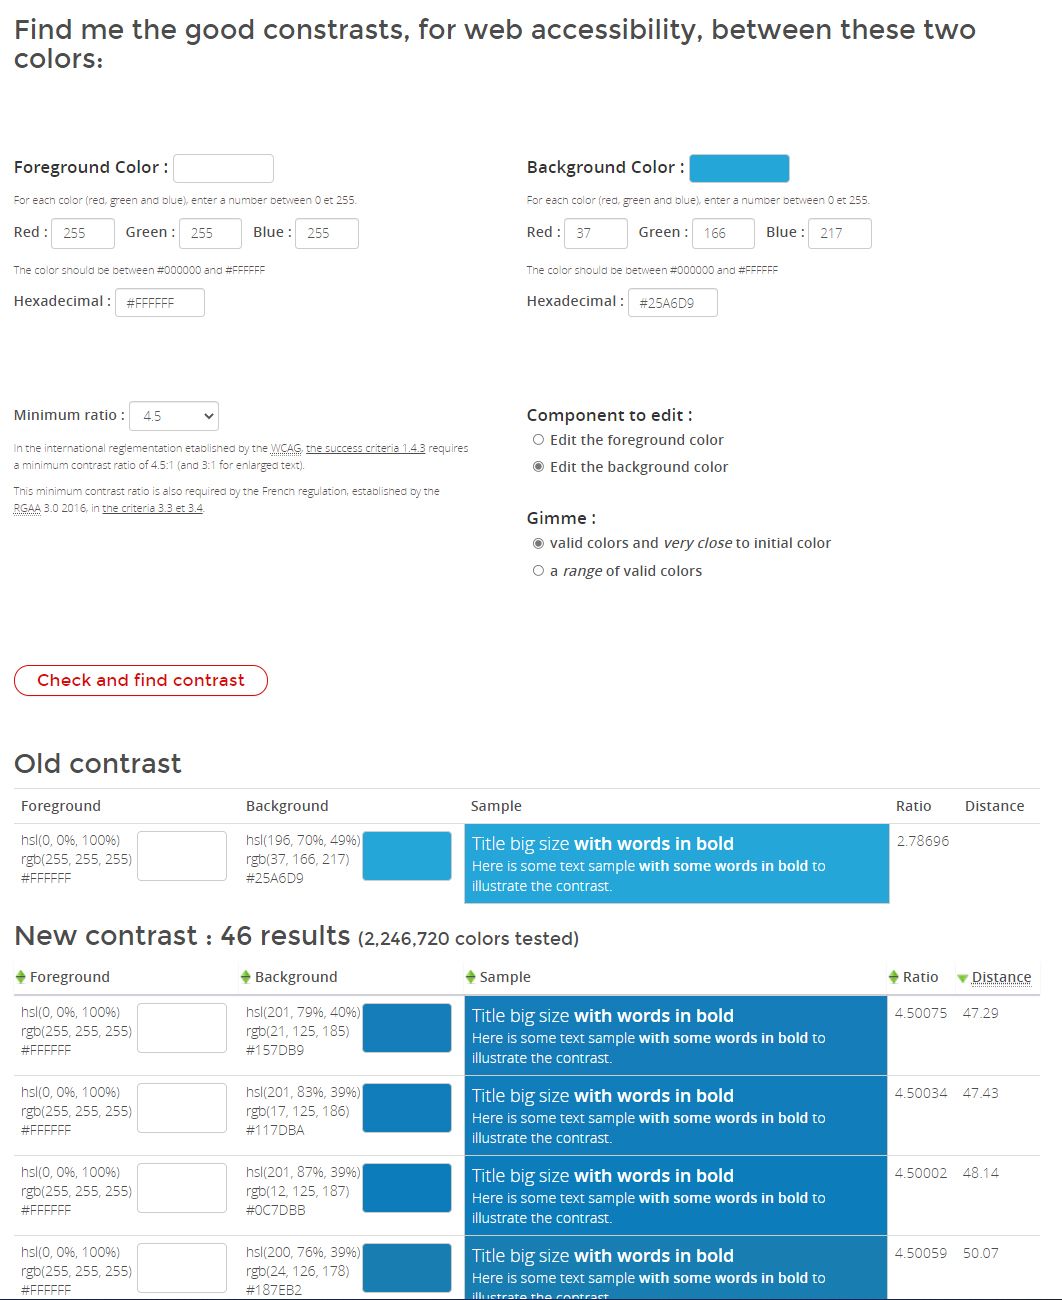 Find me the good constrasts, for web accessibility, between these two
colors:
Foreground Color :
Background Color :
For each color (red, green and blue), enter a number between 0 et 255.
For each color (red, green and blue), enter a number between 0 et 255.
Red : 255 Green : 255 Blue : 255
Red : 37 Green : 166 Blue : 217
The color should be between #000000 and #FFFFFF
The color should be between #000000 and #FFFFFF
Hexadecimal : #FFFFFF
Hexadecimal : #25A6D9
Minimum ratio : 4.5
In the international reglementation etablished by the WCAG, the success criteria 1.4.3 requires
a minimum contrast ratio of 4.5:1 (and 3:1 for enlarged text).
This minimum contrast ratio is also required by the French regulation, established by the
RGAA 3.0 2016, in the criteria 3.3 et 3.4.
Component to edit :
Edit the foreground color
Edit the background color
Gimme :
valid colors and very close to initial color
a range of valid colors
Check and find contrast
Old contrast
Foreground Background Sample Ratio Distance
hsl(0, 0%, 100%)
rgb(255, 255, 255)
#FFFFFF
hsl(196, 70%, 49%)
rgb(37, 166, 217)
#25A6D9
Title big size with words in bold
Here is some text sample with some words in bold to
illustrate the contrast.
2.78696
New contrast : 46 results (2,246,720 colors tested)
Foreground Background Sample Ratio Distance
hsl(0, 0%, 100%)
rgb(255, 255, 255)
#FFFFFF
hsl(201, 79%, 40%)
rgb(21, 125, 185)
#157DB9
Title big size with words in bold
Here is some text sample with some words in bold to
illustrate the contrast.
4.50075 47.29
hsl(0, 0%, 100%)
rgb(255, 255, 255)
#FFFFFF
hsl(201, 83%, 39%)
rgb(17, 125, 186)
#117DBA
Title big size with words in bold
Here is some text sample with some words in bold to
illustrate the contrast.
4.50034 47.43
hsl(0, 0%, 100%)
rgb(255, 255, 255)
#FFFFFF
hsl(201, 87%, 39%)
rgb(12, 125, 187)
#0C7DBB
Title big size with words in bold
Here is some text sample with some words in bold to
illustrate the contrast.
4.50002 48.14
hsl(0, 0%, 100%)
rgb(255, 255, 255)
#FFFFFF
hsl(200, 76%, 39%)
rgb(24, 126, 178)
#187EB2
Title big size with words in bold
Here is some text sample with some words in bold to
illustrate the contrast.
4.50059 50.07